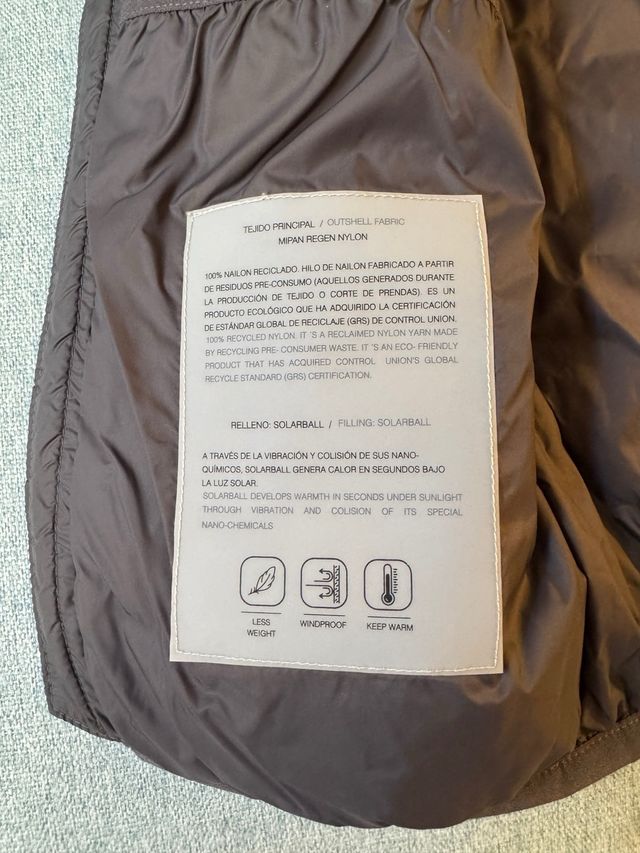 TEJIDO PRINCIPAL / OUTSHELL FABRIC
MIPAN REGEN NYLON
100% NAILON RECICLADO. HILO DE NAILON FABRICADO A PARTIR
DE RESIDUOS PRE-CONSUMO (AQUELLOS GENERADOS DURANTE
LA PRODUCCIÓN DE TEJIDO O CORTE DE PRENDAS). ES UN
PRODUCTO ECOLÓGICO QUE HA ADQUIRIDO LA CERTIFICACIÓN
DE ESTÁNDAR GLOBAL DE RECICLAJE (GRS) DE CONTROL UNION.
100% RECYCLED NYLON. IT ´S A RECLAIMED NYLON YARN MADE
BY RECYCLING PRE- CONSUMER WASTE. IT ´S AN ECO- FRIENDLY
PRODUCT THAT HAS ACQUIRED CONTROL UNION'S GLOBAL
RECYCLE STANDARD (GRS) CERTIFICATION.
RELLENO: SOLARBALL / FILLING: SOLARBALL
A TRAVÉS DE LA VIBRACIÓN Y COLISIÓN DE SUS NANO-
QUÍMICOS, SOLARBALL GENERA CALOR EN SEGUNDOS BAJO
LA LUZ SOLAR.
SOLARBALL DEVELOPS WARMTH IN SECONDS UNDER SUNLIGHT
THROUGH VIBRATION AND COLISION OF ITS SPECIAL
NANO-CHEMICALS
LESS
WEIGHT
WINDPROOF
KEEP WARM